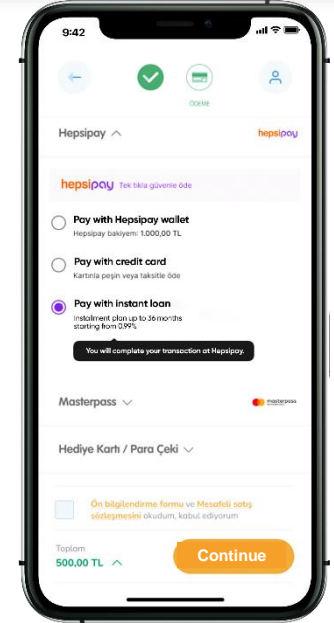 9:42
ÖDEME
Hepsipay
hepsipay
hepsipay Tek tıkla güvenle öde
Pay with Hepsipay wallet
Hepsipay bakiyem: 1.000,00 TL
Pay with credit card
Kartınla peşin veya taksitle öde
Pay with instant loan
Instalment plan up to 36 months
starting from 0.99%
You will complete your transaction at Hepsipay.
Masterpass
masterpass
Hediye Kartı / Para Çeki
Ön bilgilendirme formu ve Mesafeli satış
sözleşmesini okudum, kabul ediyorum
Toplam
500,00 TL
Continue